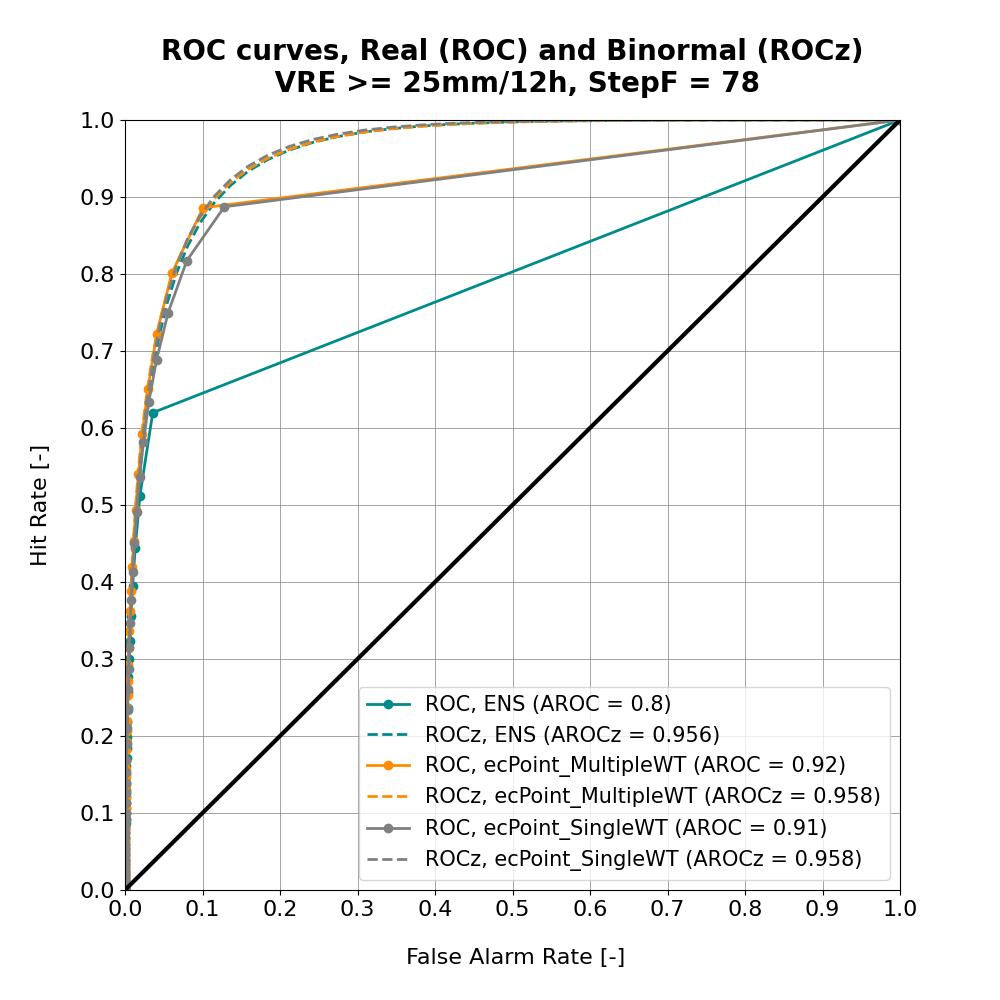 ROC curves, Real (ROC) and Binormal (ROCz)
VRE >= 25mm/12h, StepF = 78
1.0
0.9
0.8
0.7
0.6
0.5
0.4
0.3
0.2
0.1
0.0
Hit Rate [-]
ROC, ENS (AROC = 0.8)
ROCz, ENS (AROCz = 0.956)
ROC, ecPoint_MultipleWT (AROC = 0.92)
ROCz, ecPoint_MultipleWT (AROCz = 0.958)
ROC, ecPoint_SingleWT (AROC = 0.91)
ROCz, ecPoint_SingleWT (AROCz = 0.958)
0.0 0.1 0.2 0.3 0.4 0.5 0.6 0.7 0.8 0.9 1.0
False Alarm Rate [-]